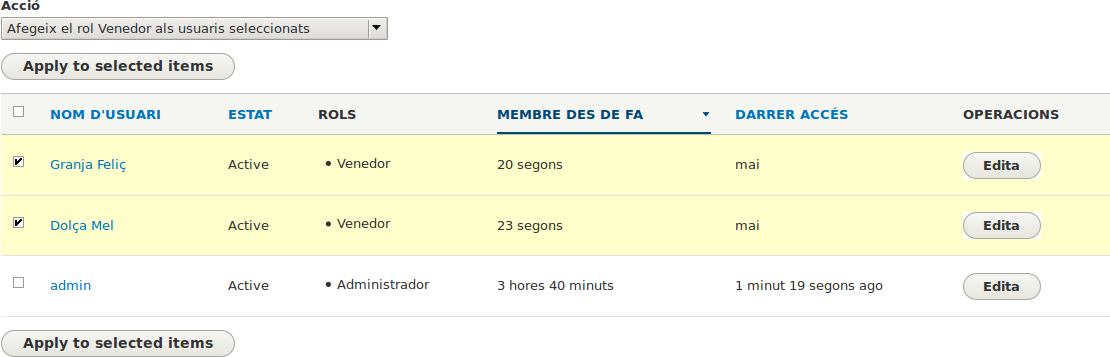 Acció
Afegeix el rol Venedor als usuaris seleccionats
Apply to selected items
NOM D'USUARI ESTAT ROLS MEMBRE DES DE FA DARRER ACCÉS OPERACIONS
Granja Feliç Active • Venedor 20 segons mai Edita
Dolça Mel Active • Venedor 23 segons mai Edita
admin Active • Administrador 3 hores 40 minuts 1 minut 19 segons ago Edita
Apply to selected items